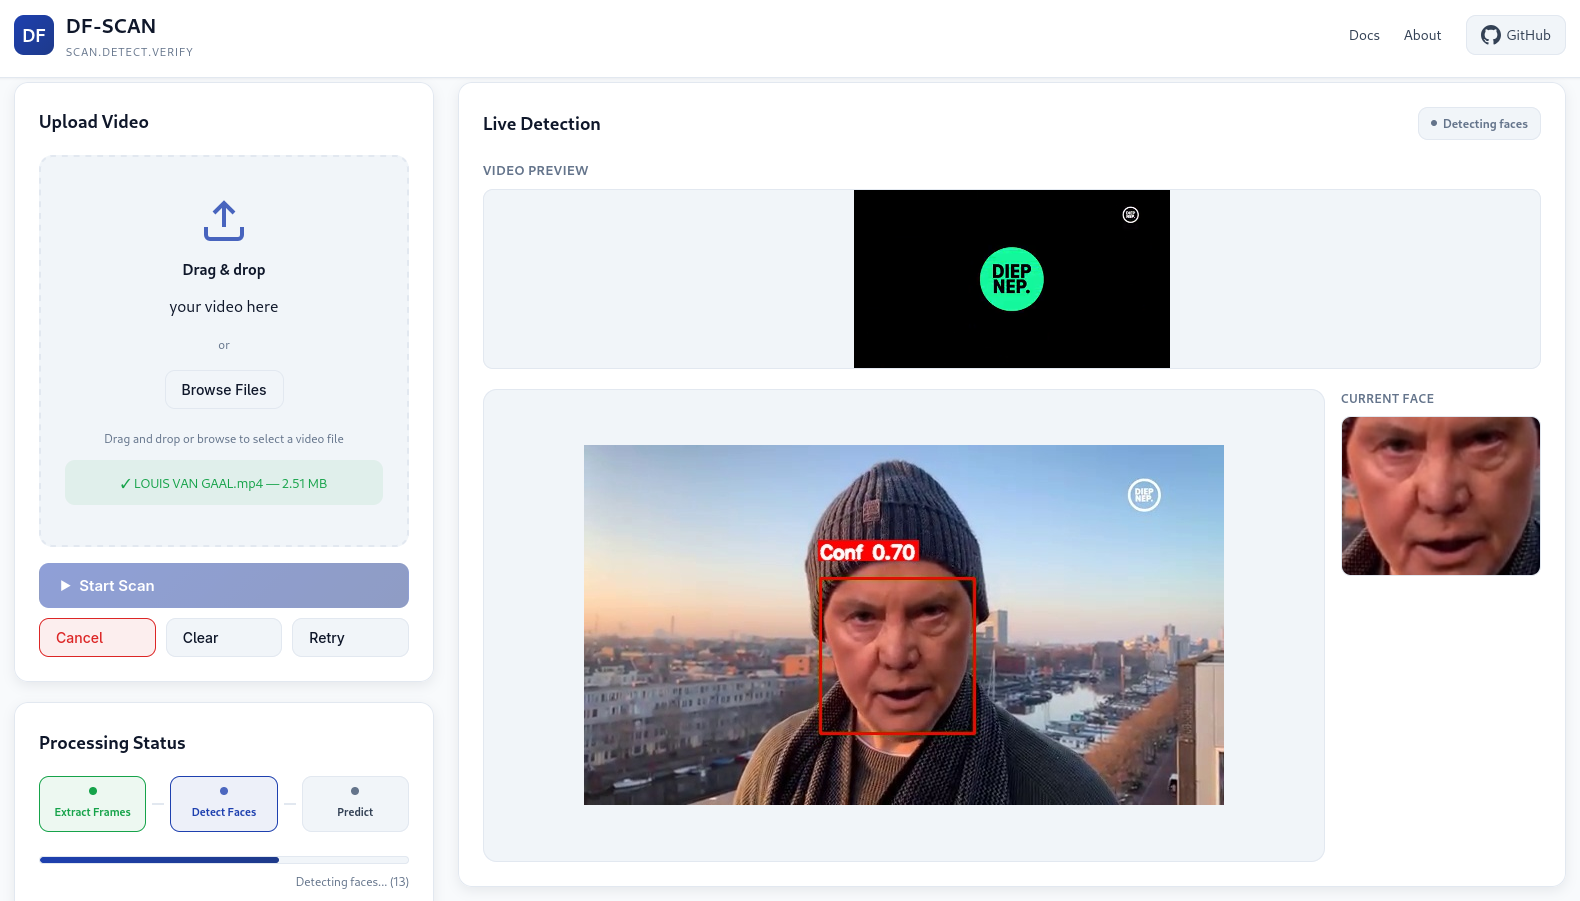 DF
DF-SCAN
SCAN.DETECT.VERIFY
Docs
About
GitHub
Upload Video
Drag & drop
your video here
or
Browse Files
Drag and drop or browse to select a video file
✓ LOUIS VAN GAAL.mp4 — 2.51 MB
▶ Start Scan
Cancel
Clear
Retry
Processing Status
Extract Frames
Detect Faces
Predict
Detecting faces... (13)
Live Detection
Detecting faces
VIDEO PREVIEW
DIEP
NEP.
DIEP
NEP.
CURRENT FACE
Conf 0.70
DIEP
NEP.